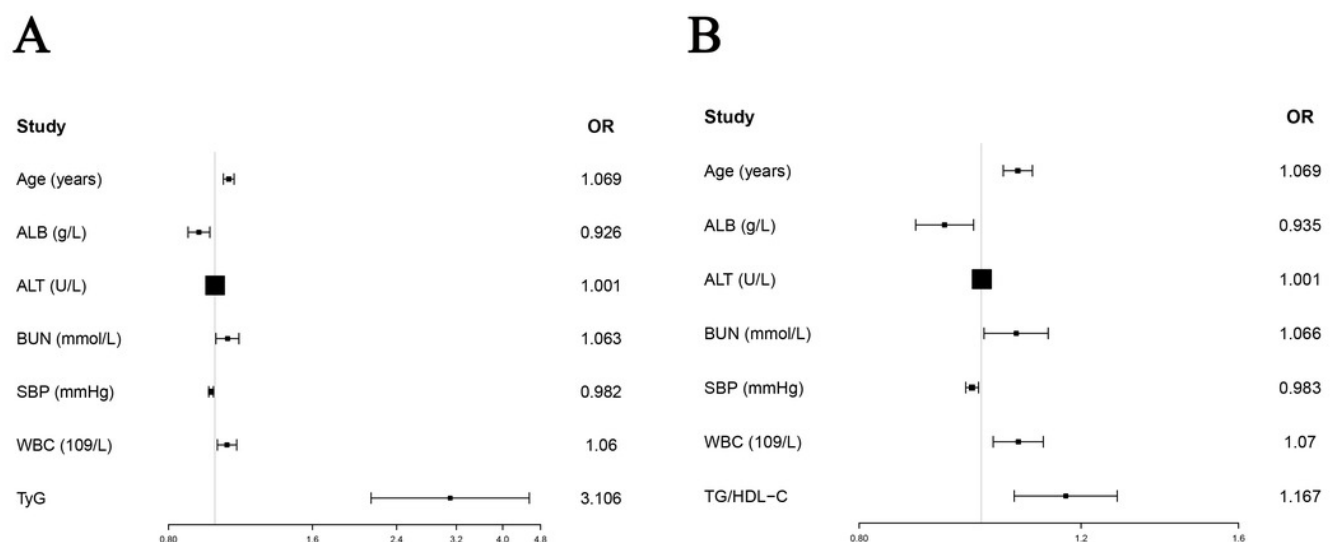 A
Study OR
Age (years) 1.069
ALB (g/L) 0.926
ALT (U/L) 1.001
BUN (mmol/L) 1.063
SBP (mmHg) 0.982
WBC (109/L) 1.06
TyG 3.106
0.80 1.6 2.4 3.2 4.0 4.8
B
Study OR
Age (years) 1.069
ALB (g/L) 0.935
ALT (U/L) 1.001
BUN (mmol/L) 1.066
SBP (mmHg) 0.983
WBC (109/L) 1.07
TG/HDL−C 1.167
0.80 1.2 1.6